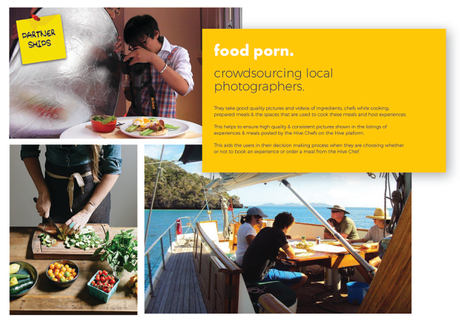 PARTNER
SHIPS
food porn.
crowdsourcing local
photographers.
They take good quality pictures and videos of ingredients, chefs while cooking,
prepared meals & the spaces that are used to cook these meals and host experiences.
This helps to ensure high quality & consistent pictures shown in the listings of
experiences & meals posted by the Hive Chefs on the Hive platform.
This aids the users in their decision making process when they are choosing whether
or not to book an experience or order a meal from the Hive Chef.